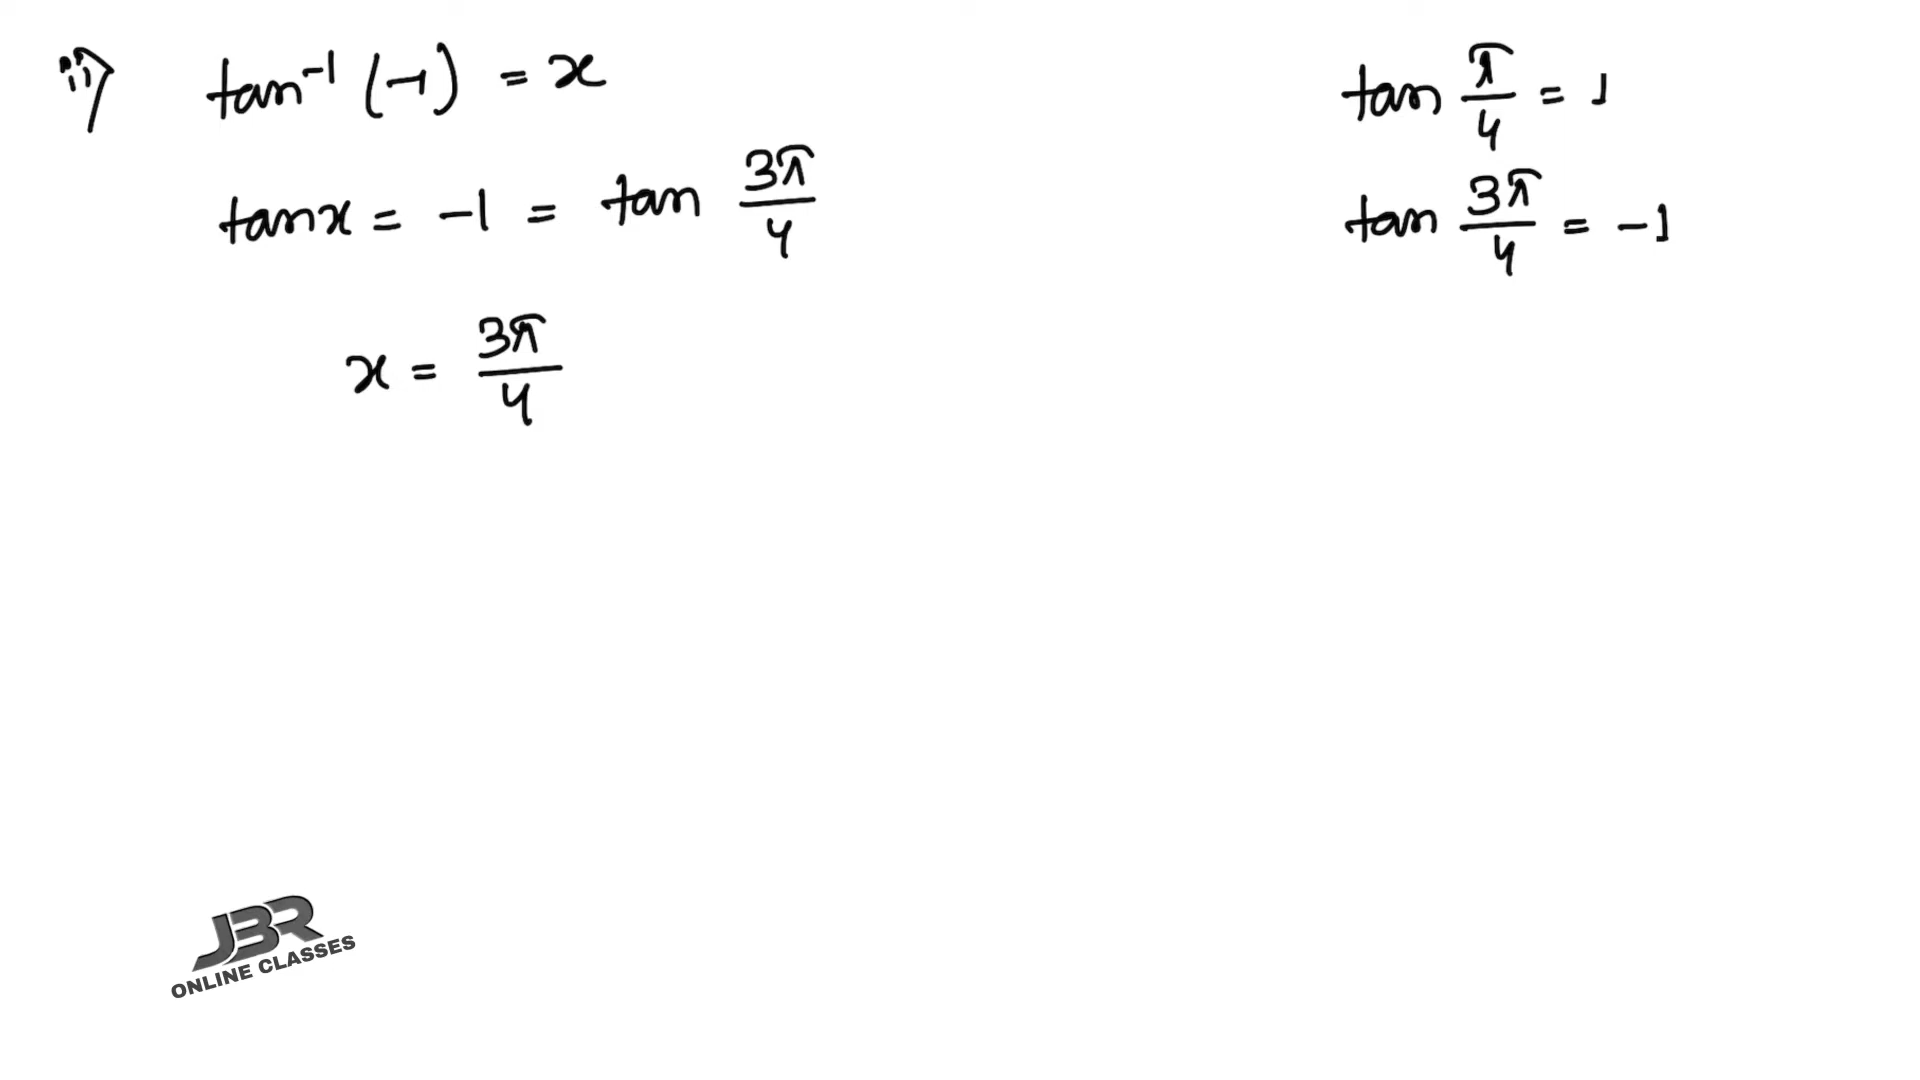 ii) tan⁻¹(-1) = x
tan x = -1 = tan 3π/4
x = 3π/4
tan π/4 = 1
tan 3π/4 = -1
JBR
ONLINE CLASSES